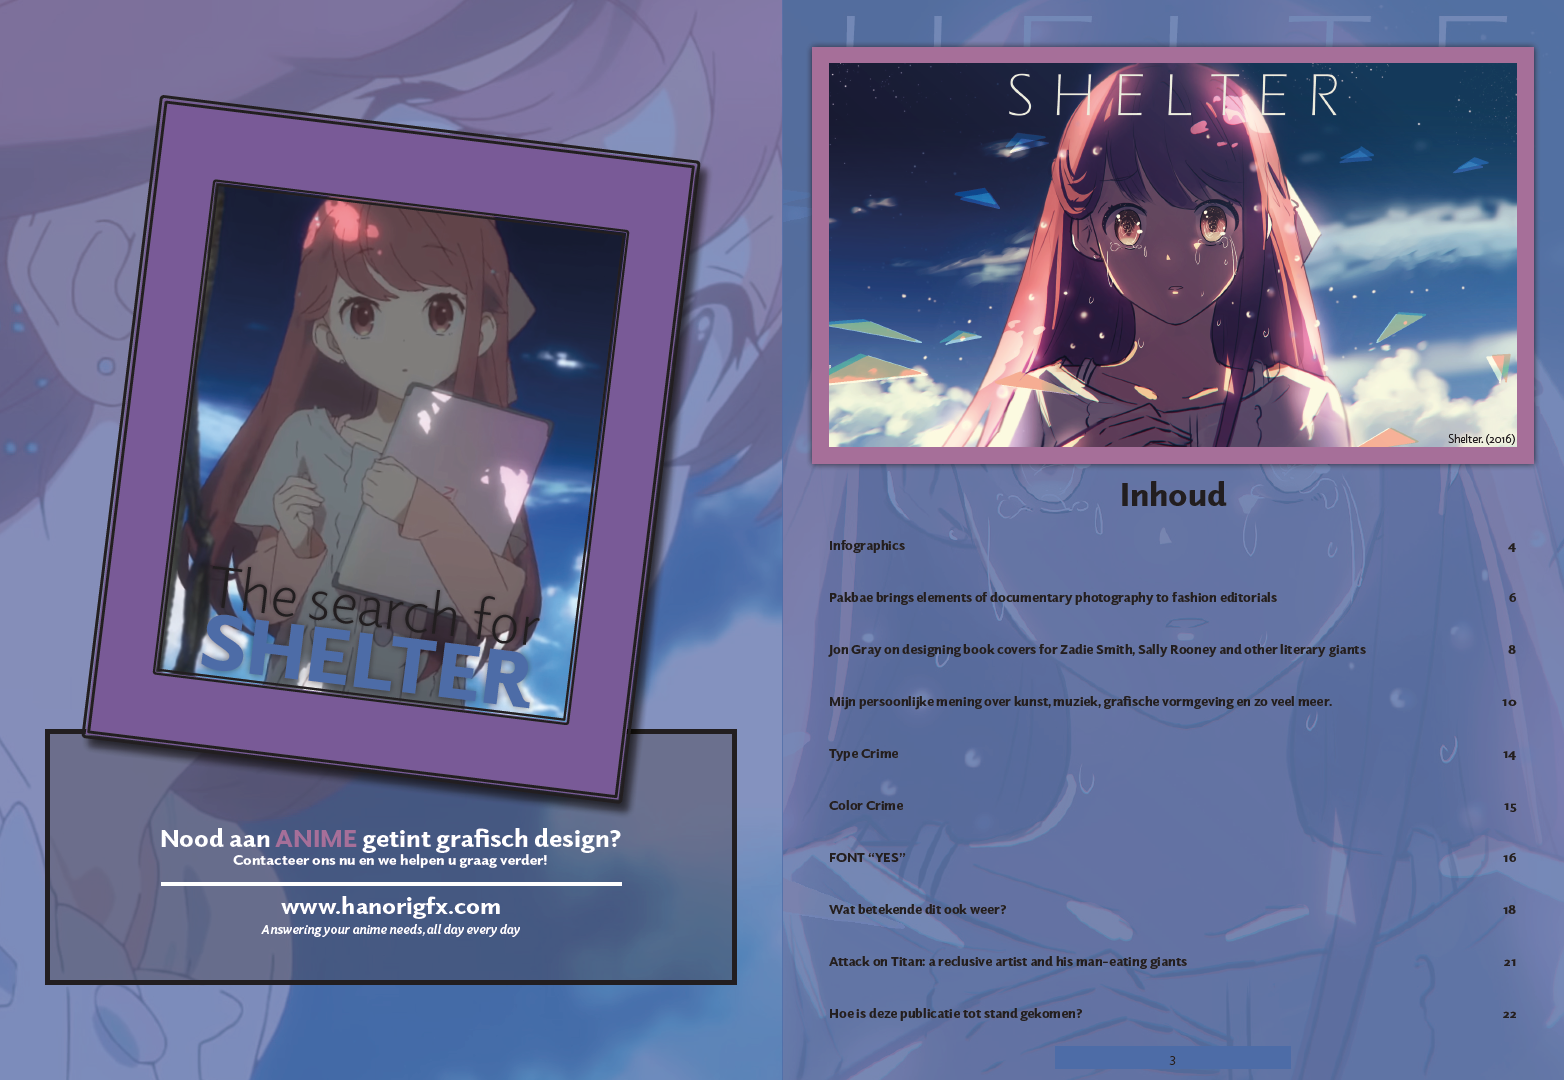 The search for
SHELTER
Nood aan ANIME getint grafisch design?
Contacteer ons nu en we helpen u graag verder!
www.hanorigfx.com
Answering your anime needs, all day every day
SHELTER
SHELTER
Shelter. (2016)
Inhoud
Infographics 4
Pakbae brings elements of documentary photography to fashion editorials 6
Jon Gray on designing book covers for Zadie Smith, Sally Rooney and other literary giants 8
Mijn persoonlijke mening over kunst, muziek, grafische vormgeving en zo veel meer. 10
Type Crime 14
Color Crime 15
FONT “YES” 16
Wat betekende dit ook weer? 18
Attack on Titan: a reclusive artist and his man-eating giants 21
Hoe is deze publicatie tot stand gekomen? 22
3